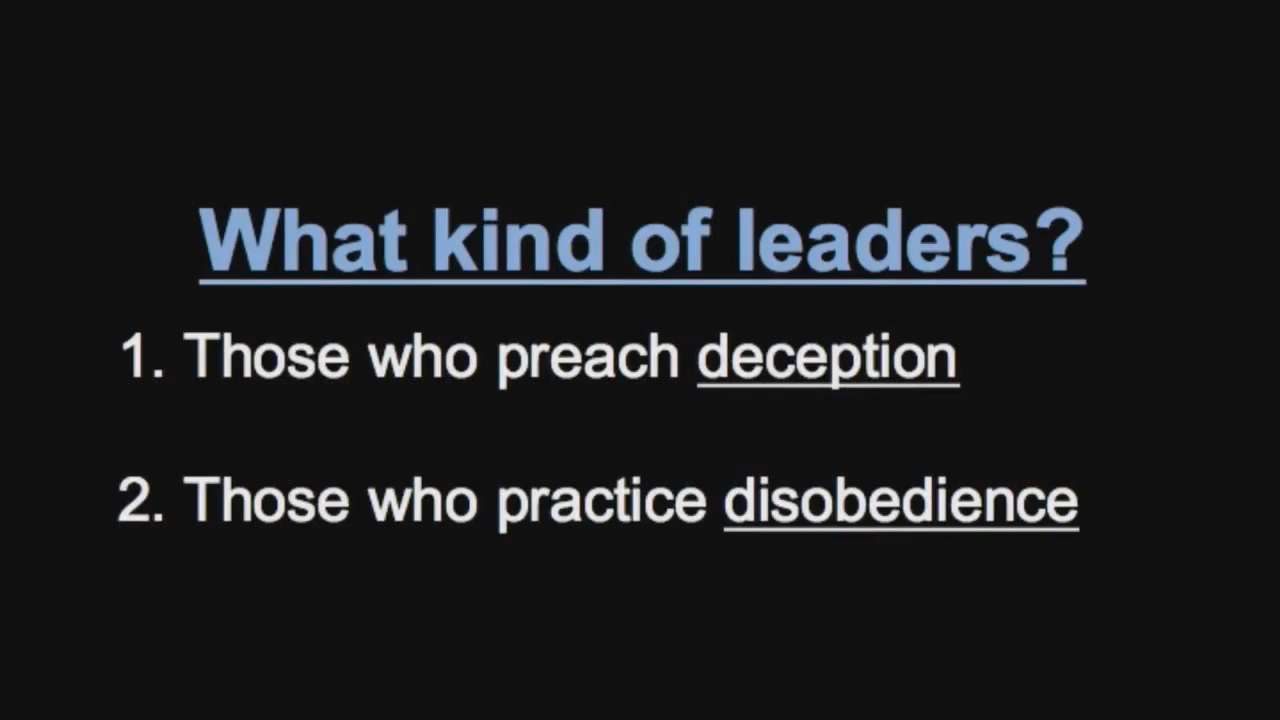 What kind of leaders?
1. Those who preach deception
2. Those who practice disobedience